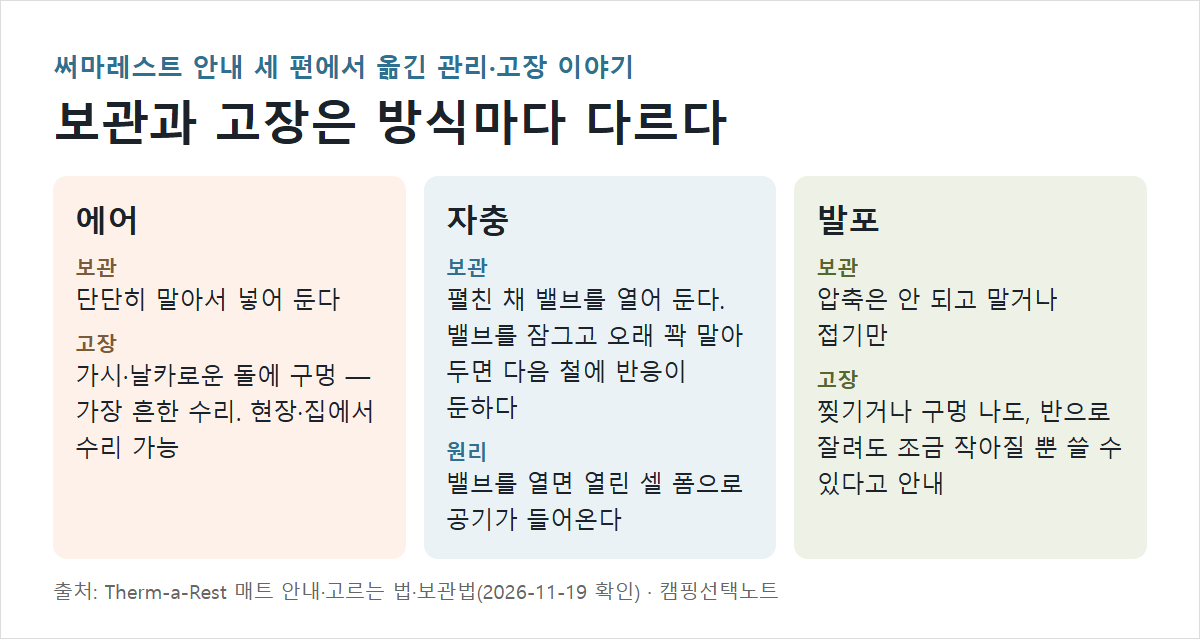 써마레스트 안내 세 편에서 옮긴 관리·고장 이야기
보관과 고장은 방식마다 다르다
에어
보관
단단히 말아서 넣어 둔다
고장
가시·날카로운 돌에 구멍 —
가장 흔한 수리. 현장·집에서
수리 가능
자충
보관
펼친 채 밸브를 열어 둔다.
밸브를 잠그고 오래 꽉 말아
두면 다음 철에 반응이
둔하다
원리
밸브를 열면 열린 셀 폼으로
공기가 들어온다
발포
보관
압축은 안 되고 말거나
접기만
고장
찢기거나 구멍 나도, 반으로
잘려도 조금 작아질 뿐 쓸 수
있다고 안내
출처: Therm-a-Rest 매트 안내·고르는 법·보관법(2026-11-19 확인) · 캠핑선택노트